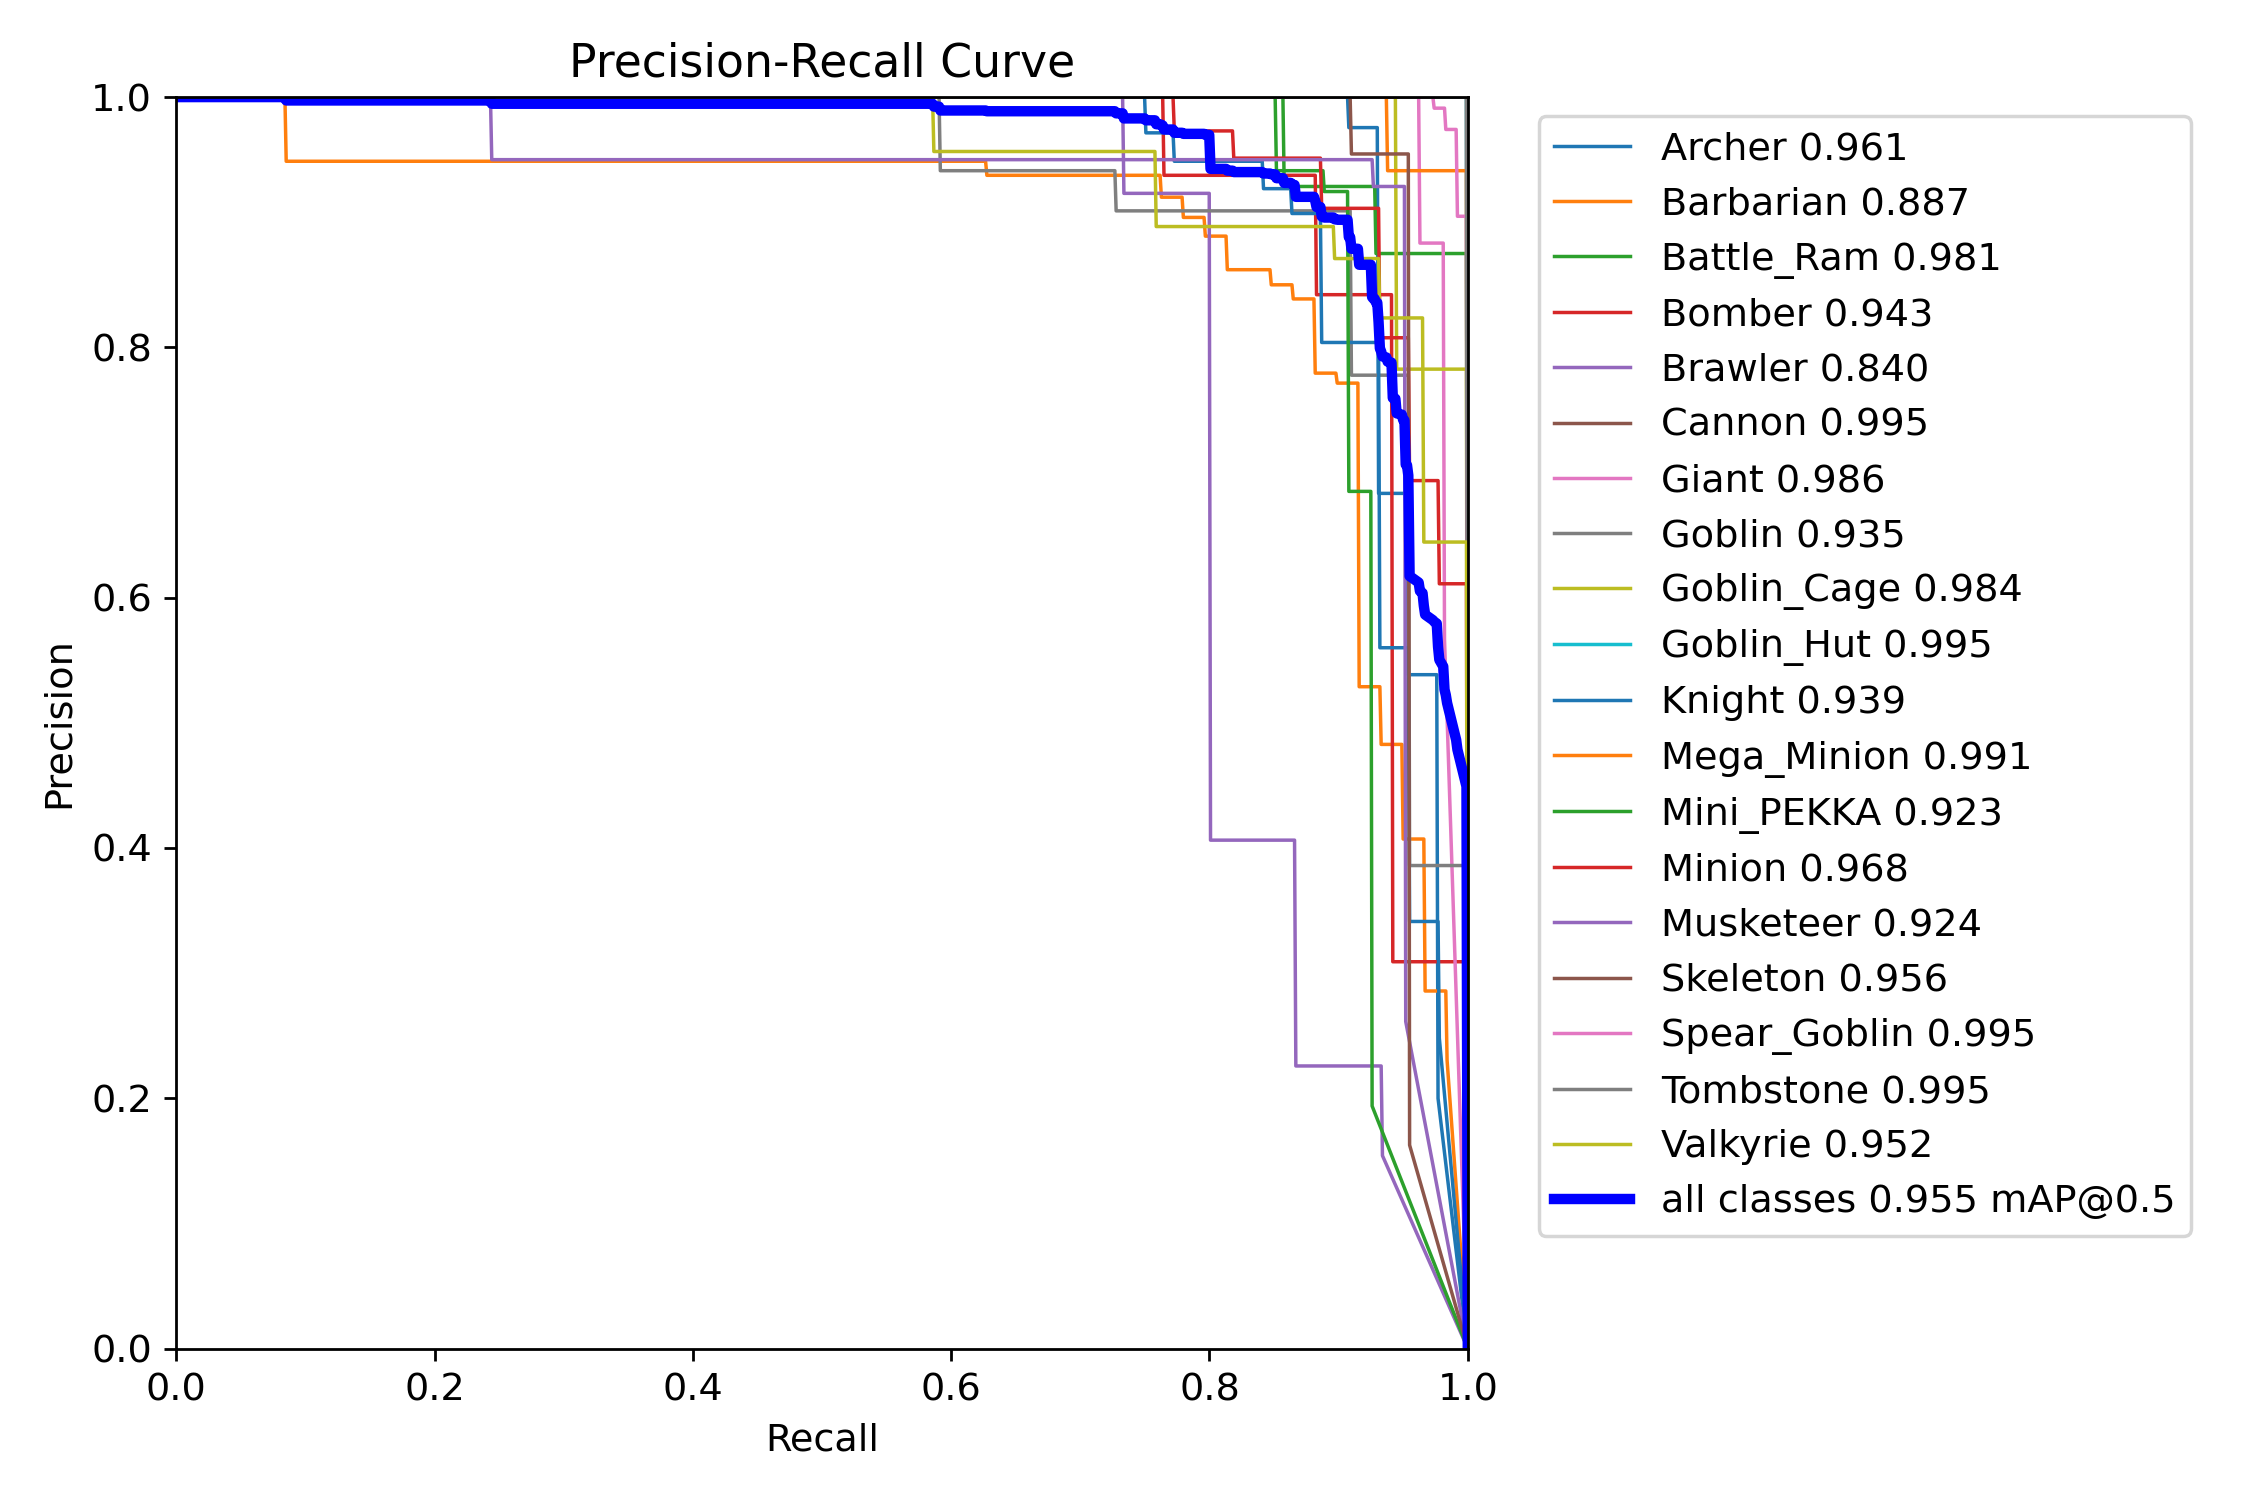 Precision-Recall Curve
1.0
0.8
0.6
0.4
0.2
0.0
Precision
0.0 0.2 0.4 0.6 0.8 1.0
Recall
Archer 0.961
Barbarian 0.887
Battle_Ram 0.981
Bomber 0.943
Brawler 0.840
Cannon 0.995
Giant 0.986
Goblin 0.935
Goblin_Cage 0.984
Goblin_Hut 0.995
Knight 0.939
Mega_Minion 0.991
Mini_PEKKA 0.923
Minion 0.968
Musketeer 0.924
Skeleton 0.956
Spear_Goblin 0.995
Tombstone 0.995
Valkyrie 0.952
all classes 0.955 mAP@0.5